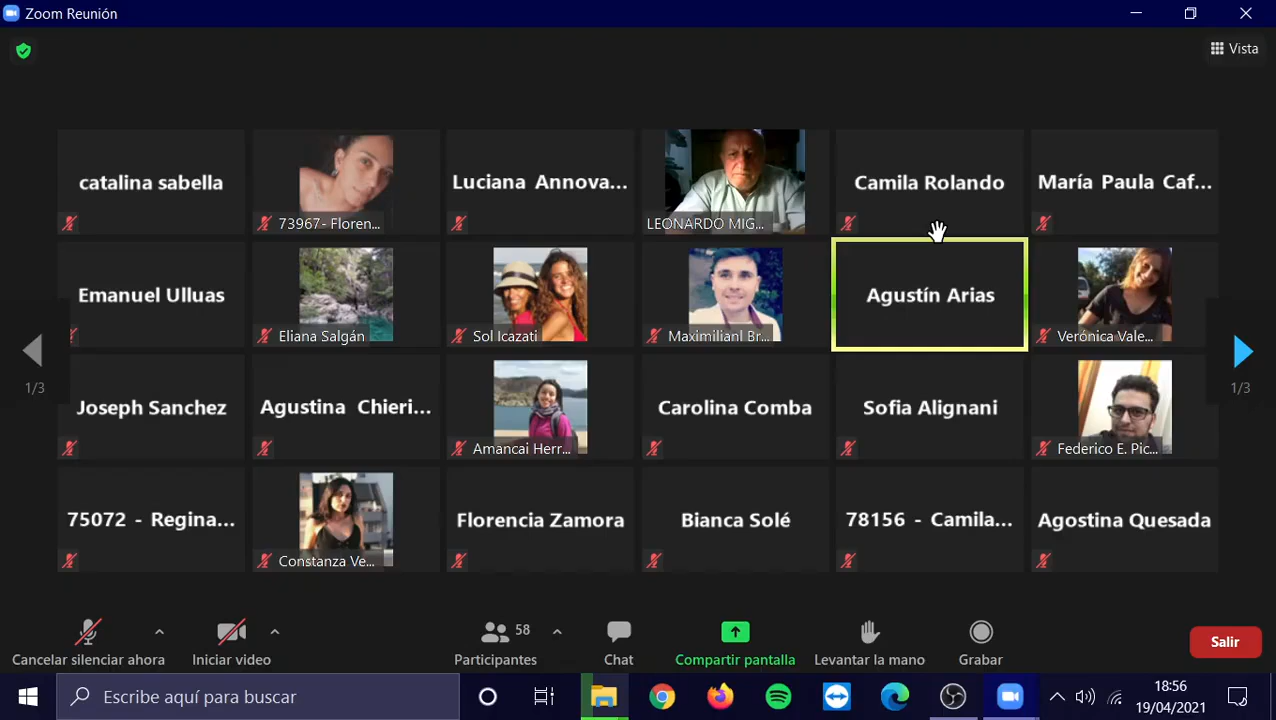 Zoom Reunión
Vista
catalina sabella
73967- Floren...
Luciana Annova...
LEONARDO MIG...
Camila Rolando
María Paula Caf...
Emanuel Ulluas
Eliana Salgán
Sol Icazati
Maximilianl Br...
Agustín Arias
Verónica Vale...
1/3
1/3
Joseph Sanchez
Agustina Chieri...
Amancai Herr...
Carolina Comba
Sofia Alignani
Federico E. Pic...
75072 - Regina...
Constanza Ve...
Florencia Zamora
Bianca Solé
78156 - Camila...
Agostina Quesada
Cancelar silenciar ahora
Iniciar video
58
Participantes
Chat
Compartir pantalla
Levantar la mano
Grabar
Salir
Escribe aquí para buscar
18:56
19/04/2021